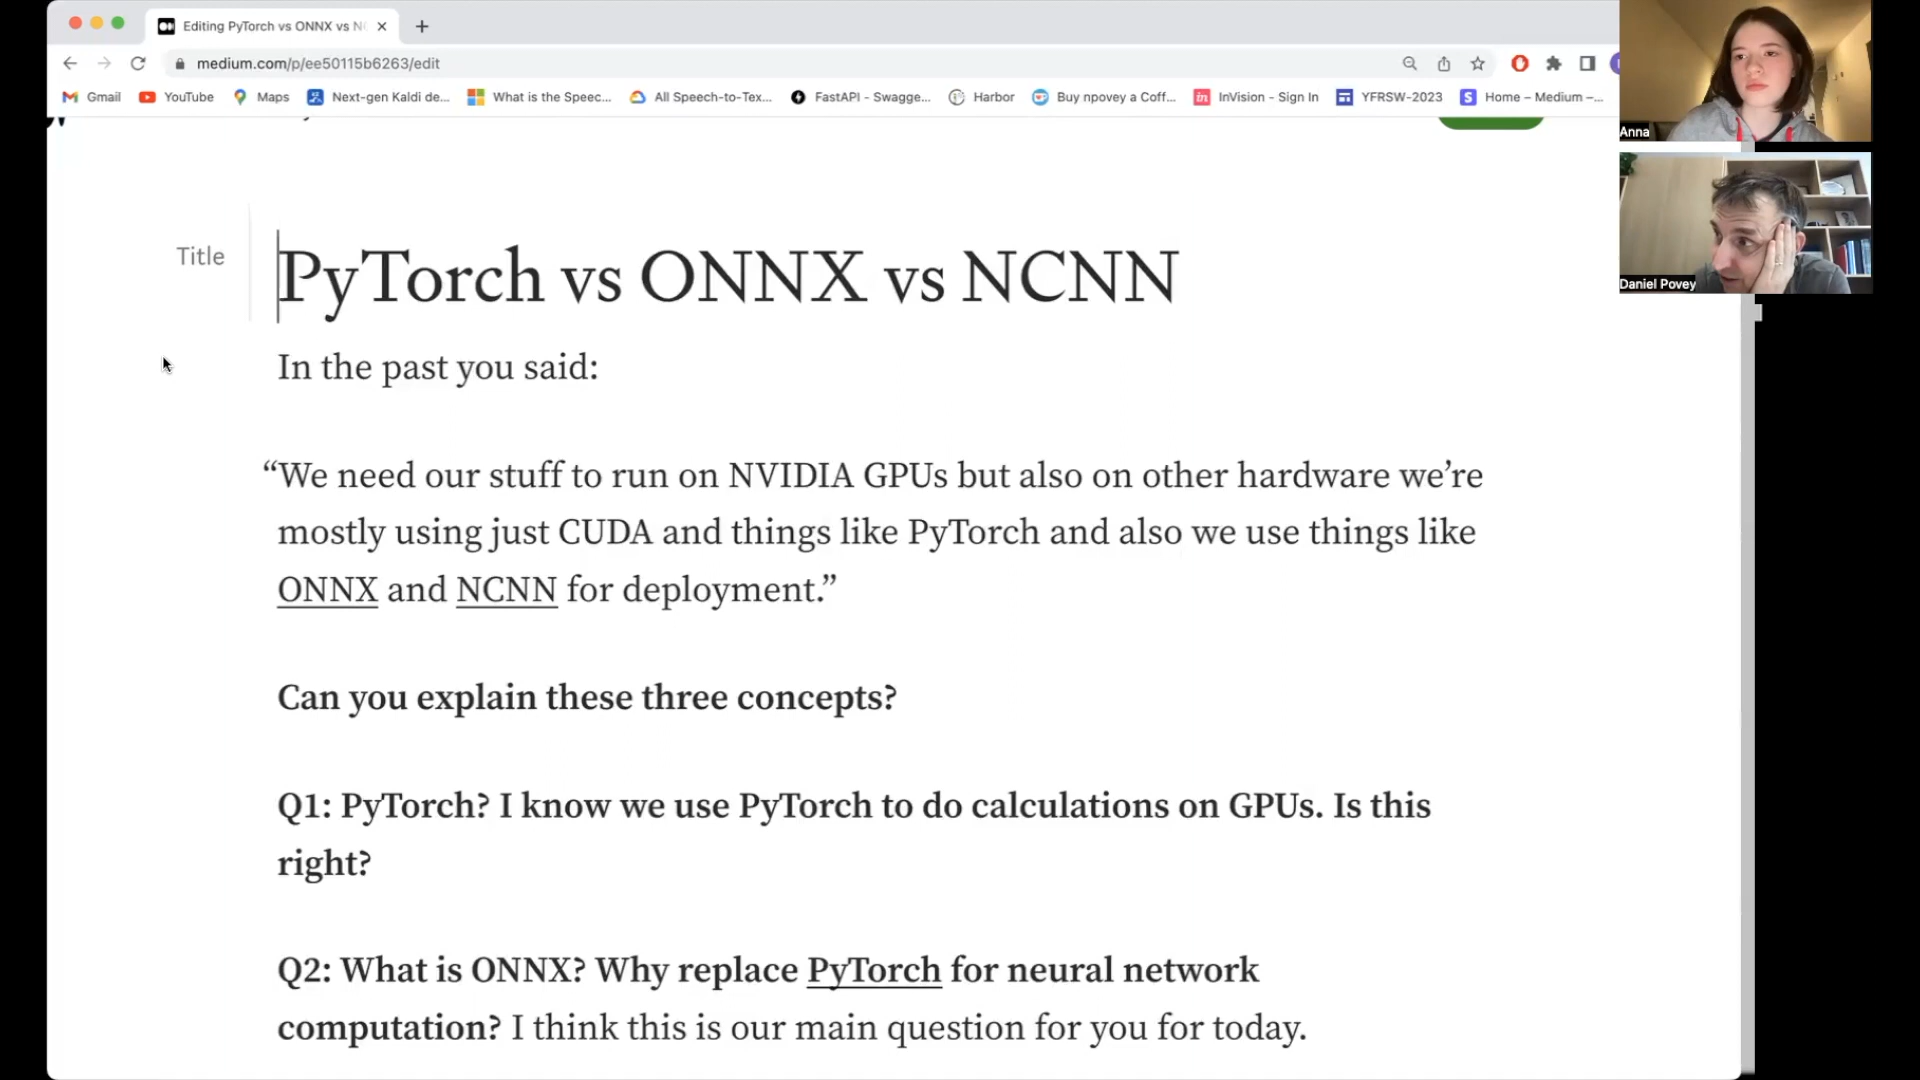 Editing PyTorch vs ONNX vs
medium.com/p/ee50115b6263/edit
Gmail
YouTube
Maps
Next-gen Kaldi de...
What is the Speec...
All Speech-to-Tex...
FastAPI - Swagge...
Harbor
Buy npovey a Coff...
InVision - Sign In
YFRSW-2023
Home – Medium –...
Anna
Daniel Povey
Title
PyTorch vs ONNX vs NCNN
In the past you said:
“We need our stuff to run on NVIDIA GPUs but also on other hardware we’re
mostly using just CUDA and things like PyTorch and also we use things like
ONNX and NCNN for deployment.”
Can you explain these three concepts?
Q1: PyTorch? I know we use PyTorch to do calculations on GPUs. Is this
right?
Q2: What is ONNX? Why replace PyTorch for neural network
computation? I think this is our main question for you for today.